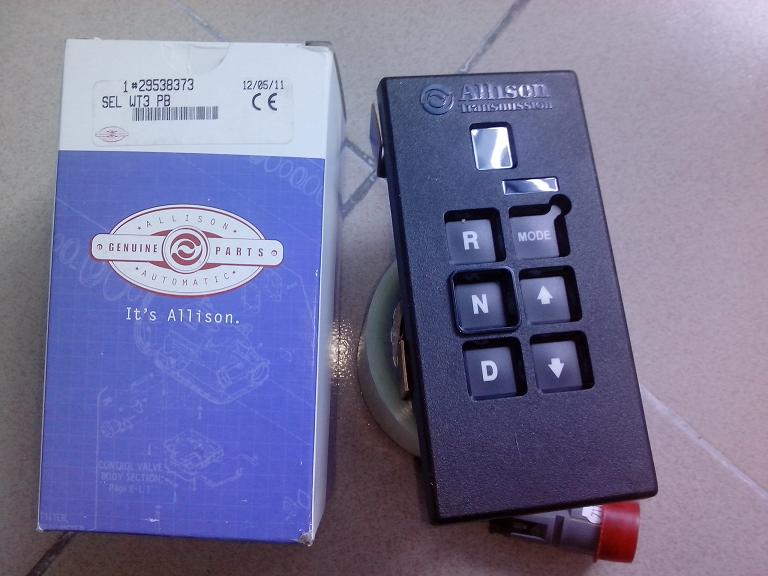 1#29538373
12/05/11
SEL WT3 PB
CE
ALLISON
GENUINE PARTS
AUTOMATIC
It's Allison.
CONTROL VALVE
BODY SECTION
Allison
Transmission
R
MODE
N
D